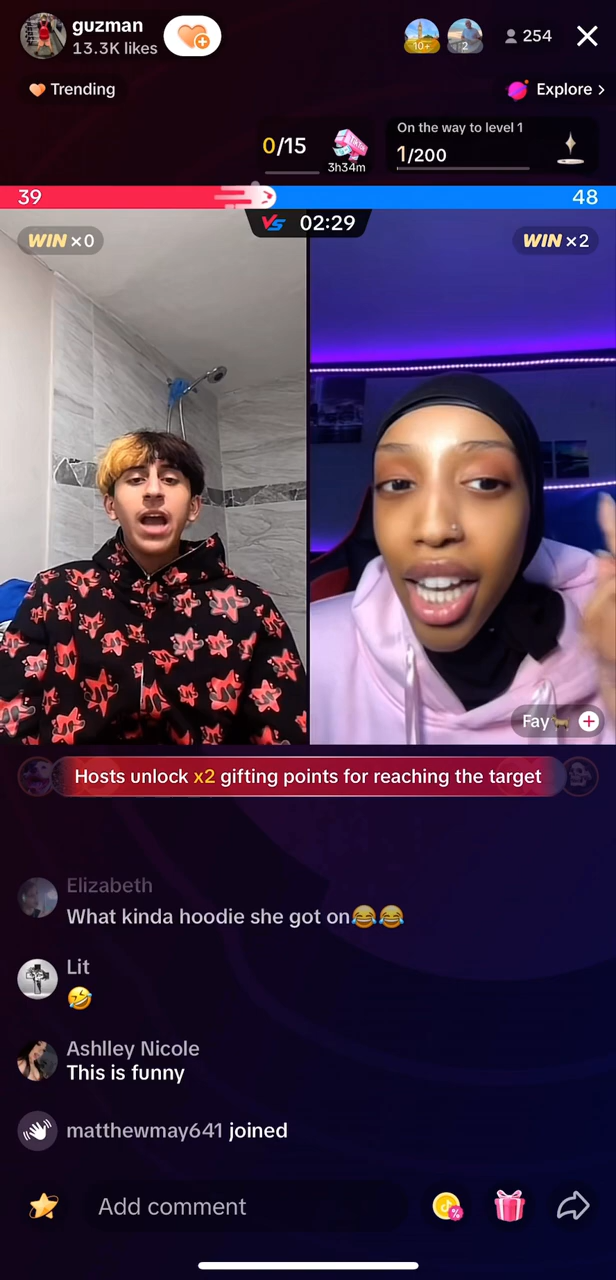 guzman
13.3K likes
10+
2
254
Trending
Explore
0/15
3h34m
On the way to level 1
1/200
39
48
VS 02:29
WIN ×0
WIN ×2
Fay
Hosts unlock x2 gifting points for reaching the target
Elizabeth
What kinda hoodie she got on😂😂
Lit
🤣
Ashlley Nicole
This is funny
matthewmay641 joined
Add comment